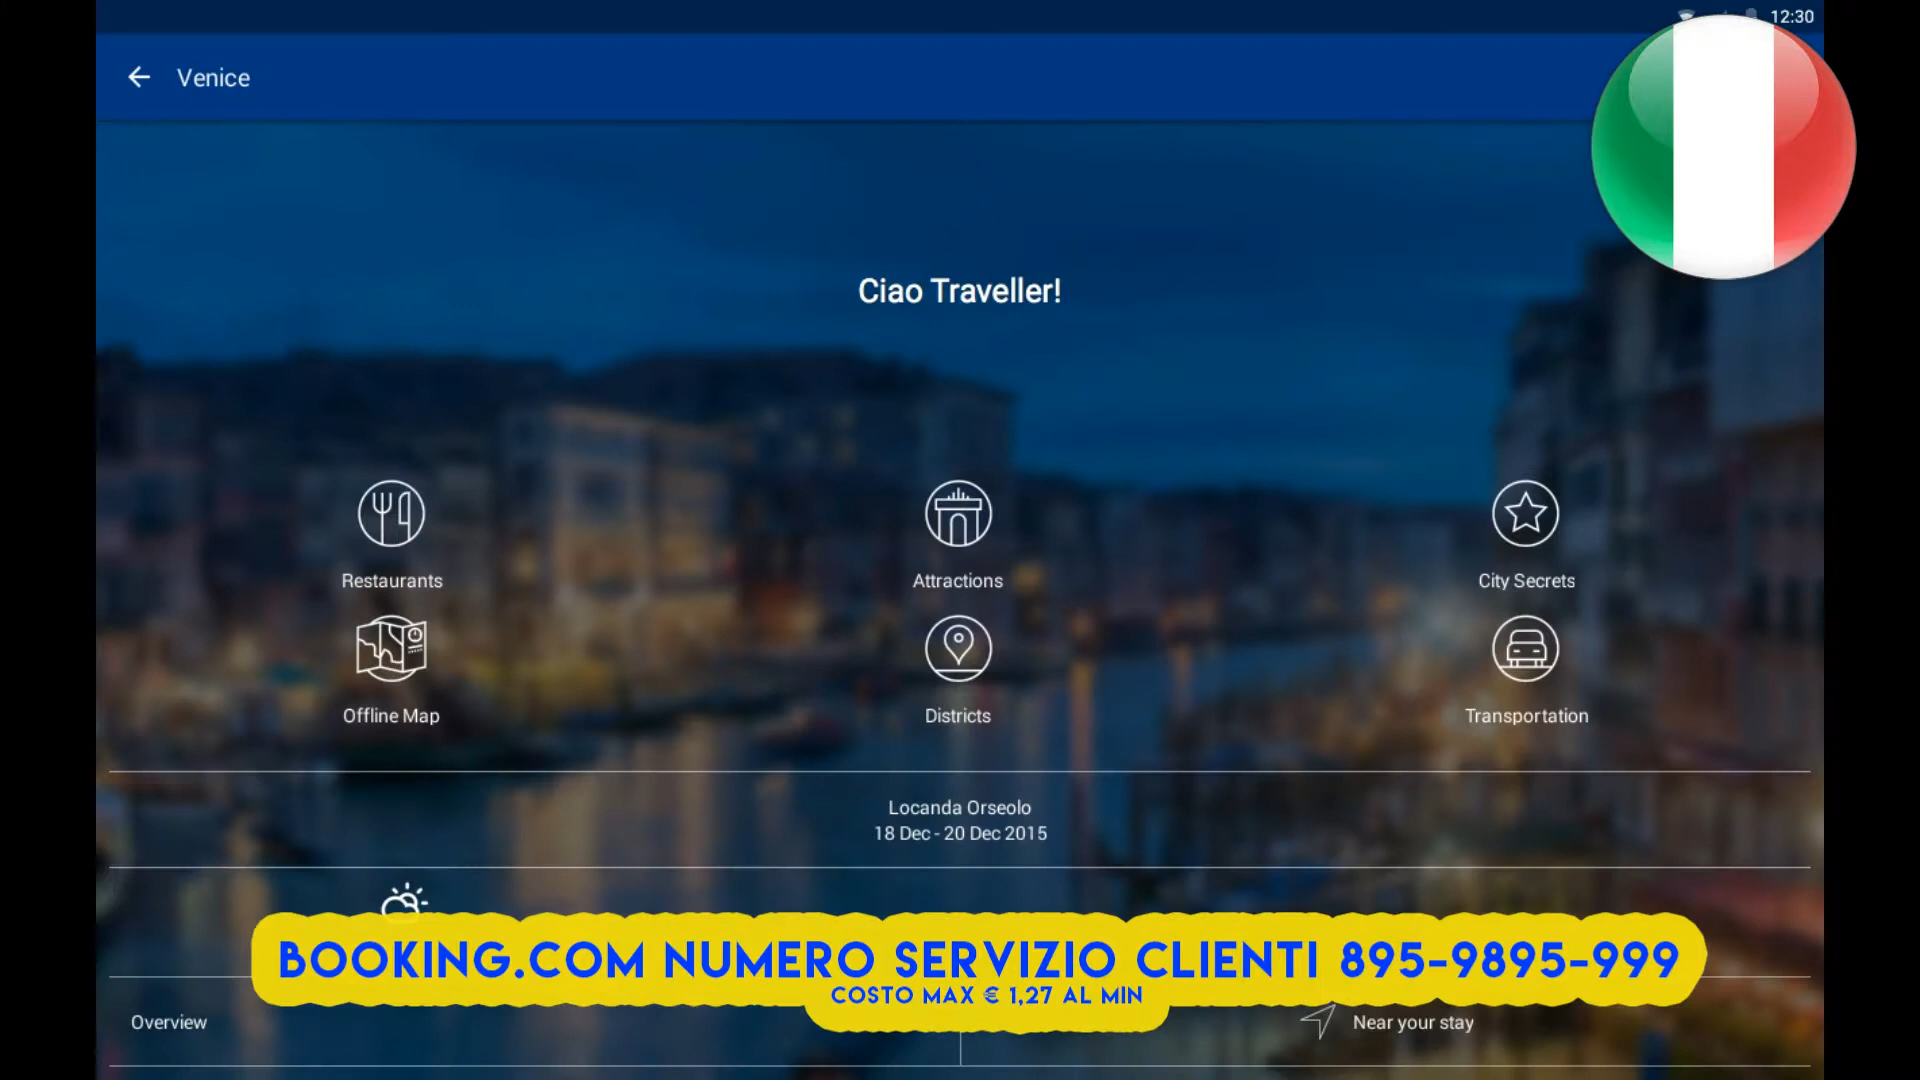 12:30
Venice
Ciao Traveller!
Restaurants
Attractions
City Secrets
Offline Map
Districts
Transportation
Locanda Orseolo
18 Dec - 20 Dec 2015
BOOKING.COM NUMERO SERVIZIO CLIENTI 895-9895-999
COSTO MAX € 1,27 AL MIN
Overview
Near your stay